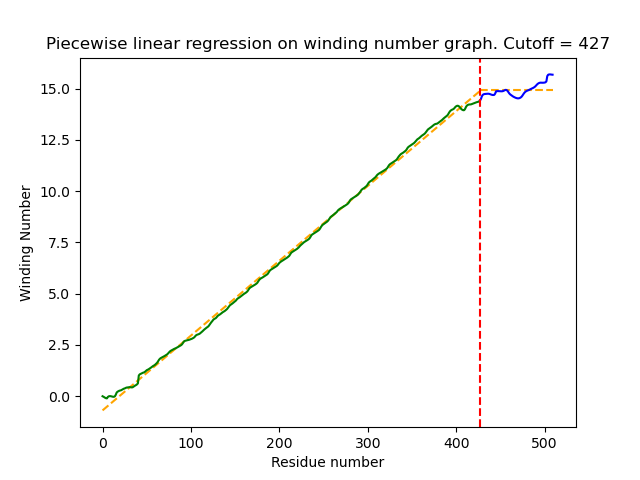 Piecewise linear regression on winding number graph. Cutoff = 427
15.0
12.5
10.0
7.5
5.0
2.5
0.0
Winding Number
0 100 200 300 400 500
Residue number